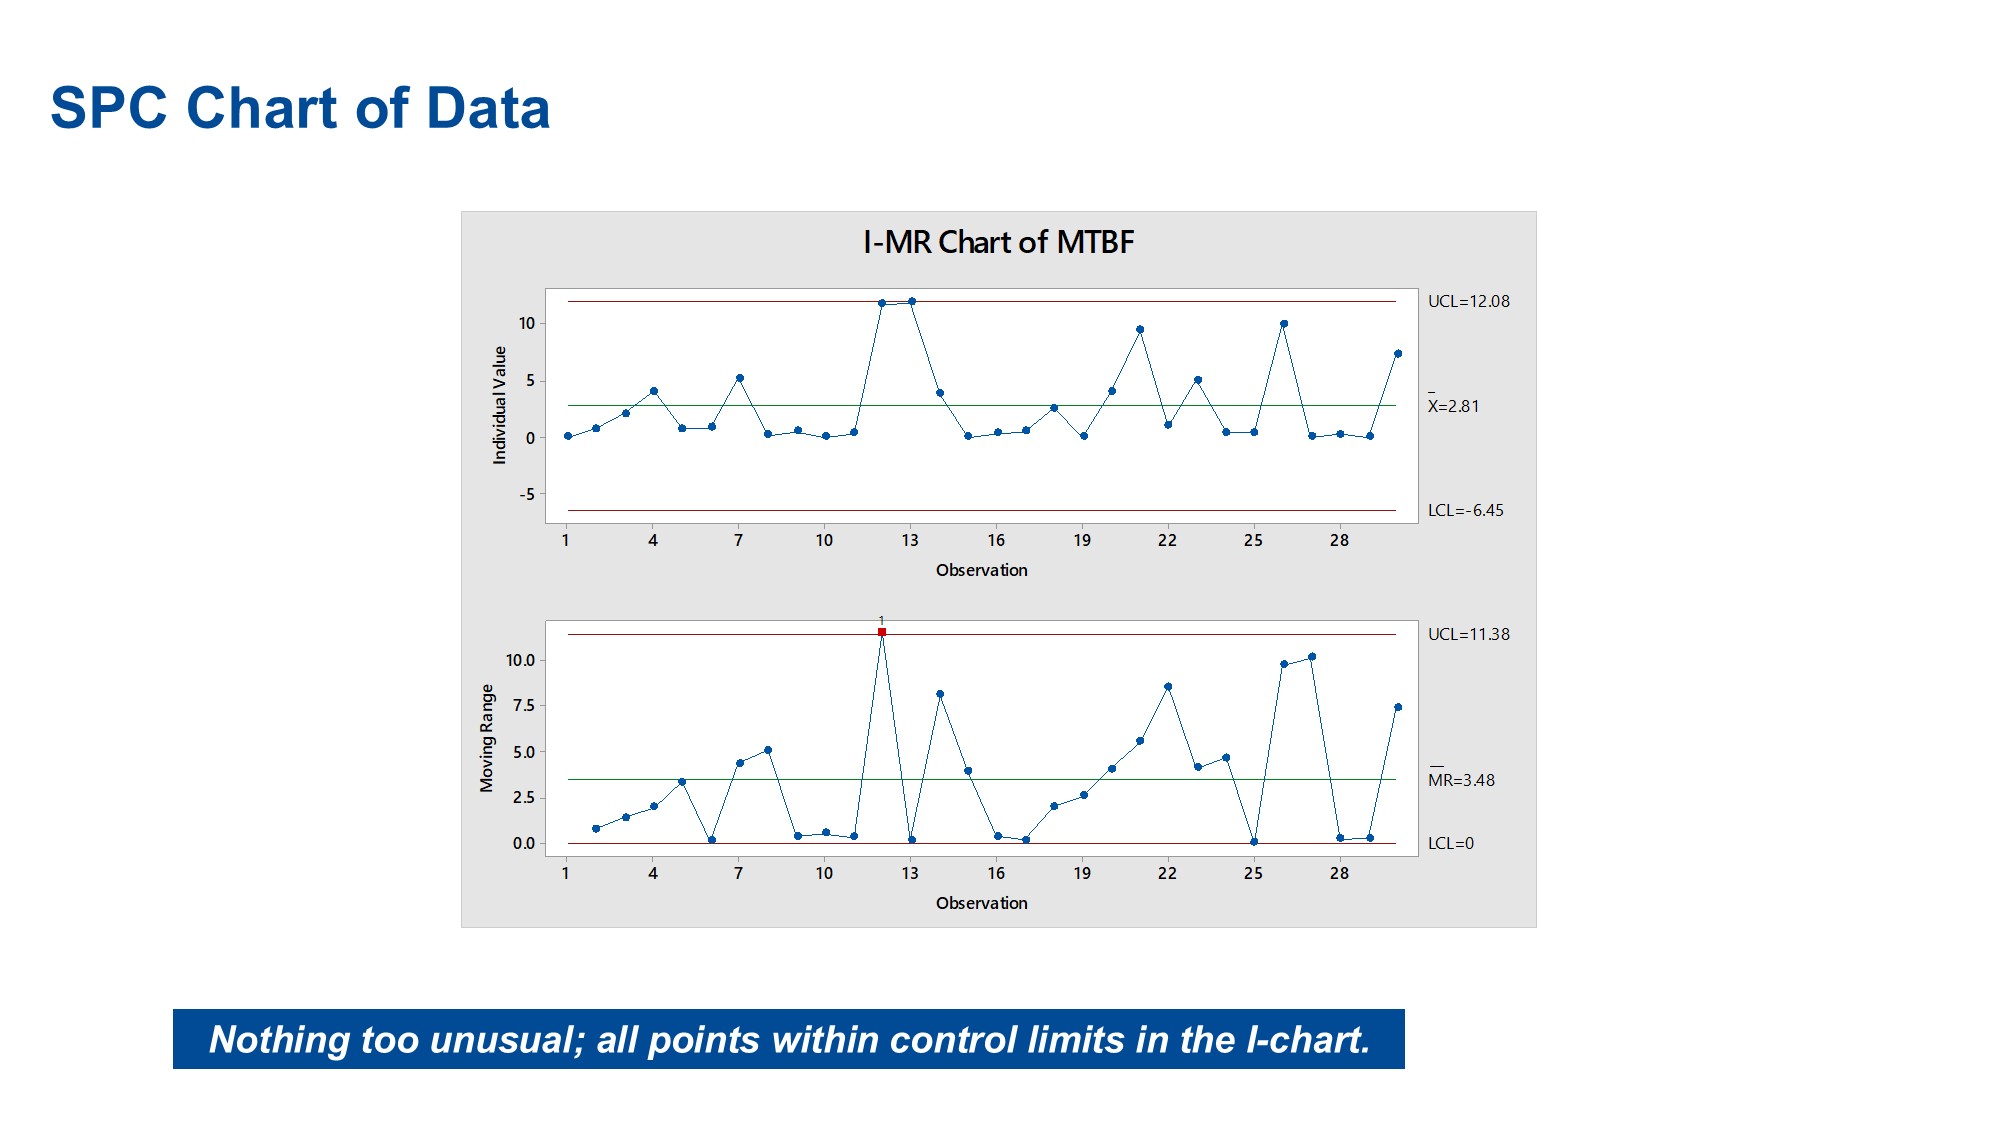 SPC Chart of Data
I-MR Chart of MTBF
UCL=12.08
10
5
0
-5
Individual Value
X̅=2.81
LCL=-6.45
1 4 7 10 13 16 19 22 25 28
Observation
1
UCL=11.38
10.0
7.5
5.0
2.5
0.0
Moving Range
M̅R̅=3.48
LCL=0
1 4 7 10 13 16 19 22 25 28
Observation
Nothing too unusual; all points within control limits in the I-chart.